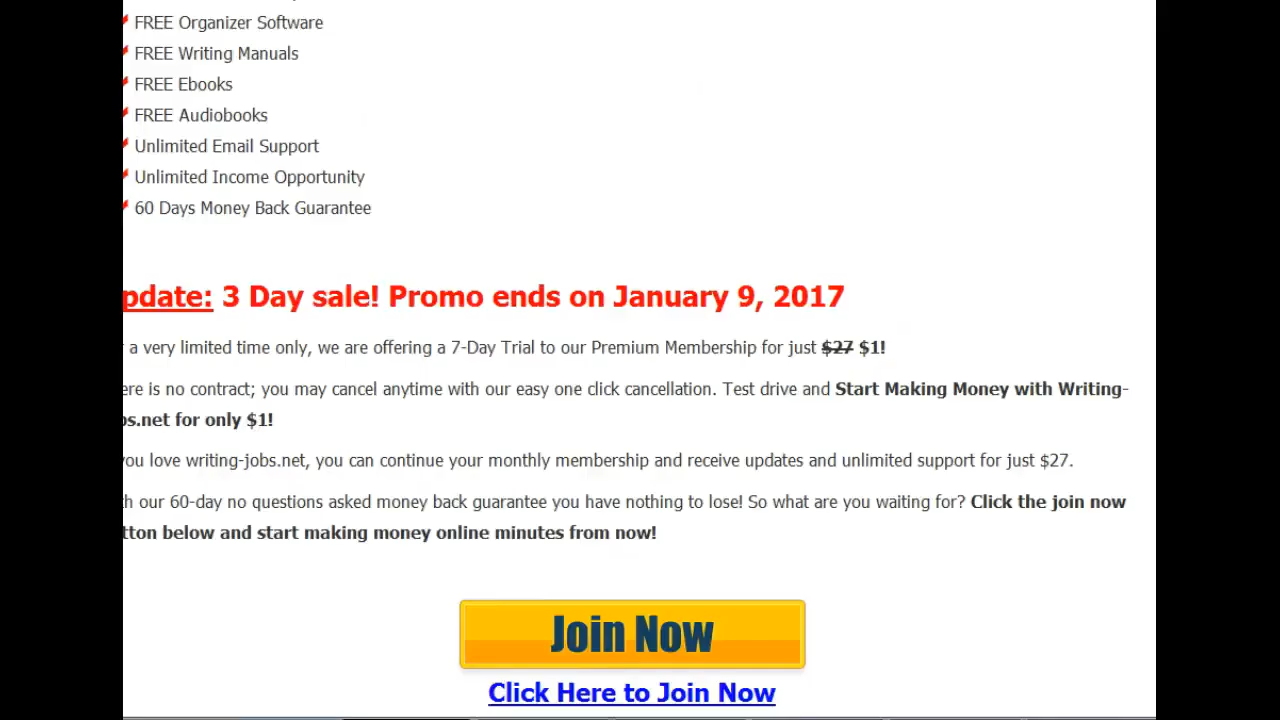 FREE Organizer Software
FREE Writing Manuals
FREE Ebooks
FREE Audiobooks
Unlimited Email Support
Unlimited Income Opportunity
60 Days Money Back Guarantee
pdate: 3 Day sale! Promo ends on January 9, 2017
r a very limited time only, we are offering a 7-Day Trial to our Premium Membership for just $27 $1!
ere is no contract; you may cancel anytime with our easy one click cancellation. Test drive and Start Making Money with Writing-
bs.net for only $1!
you love writing-jobs.net, you can continue your monthly membership and receive updates and unlimited support for just $27.
th our 60-day no questions asked money back guarantee you have nothing to lose! So what are you waiting for? Click the join now
tton below and start making money online minutes from now!
Join Now
Click Here to Join Now